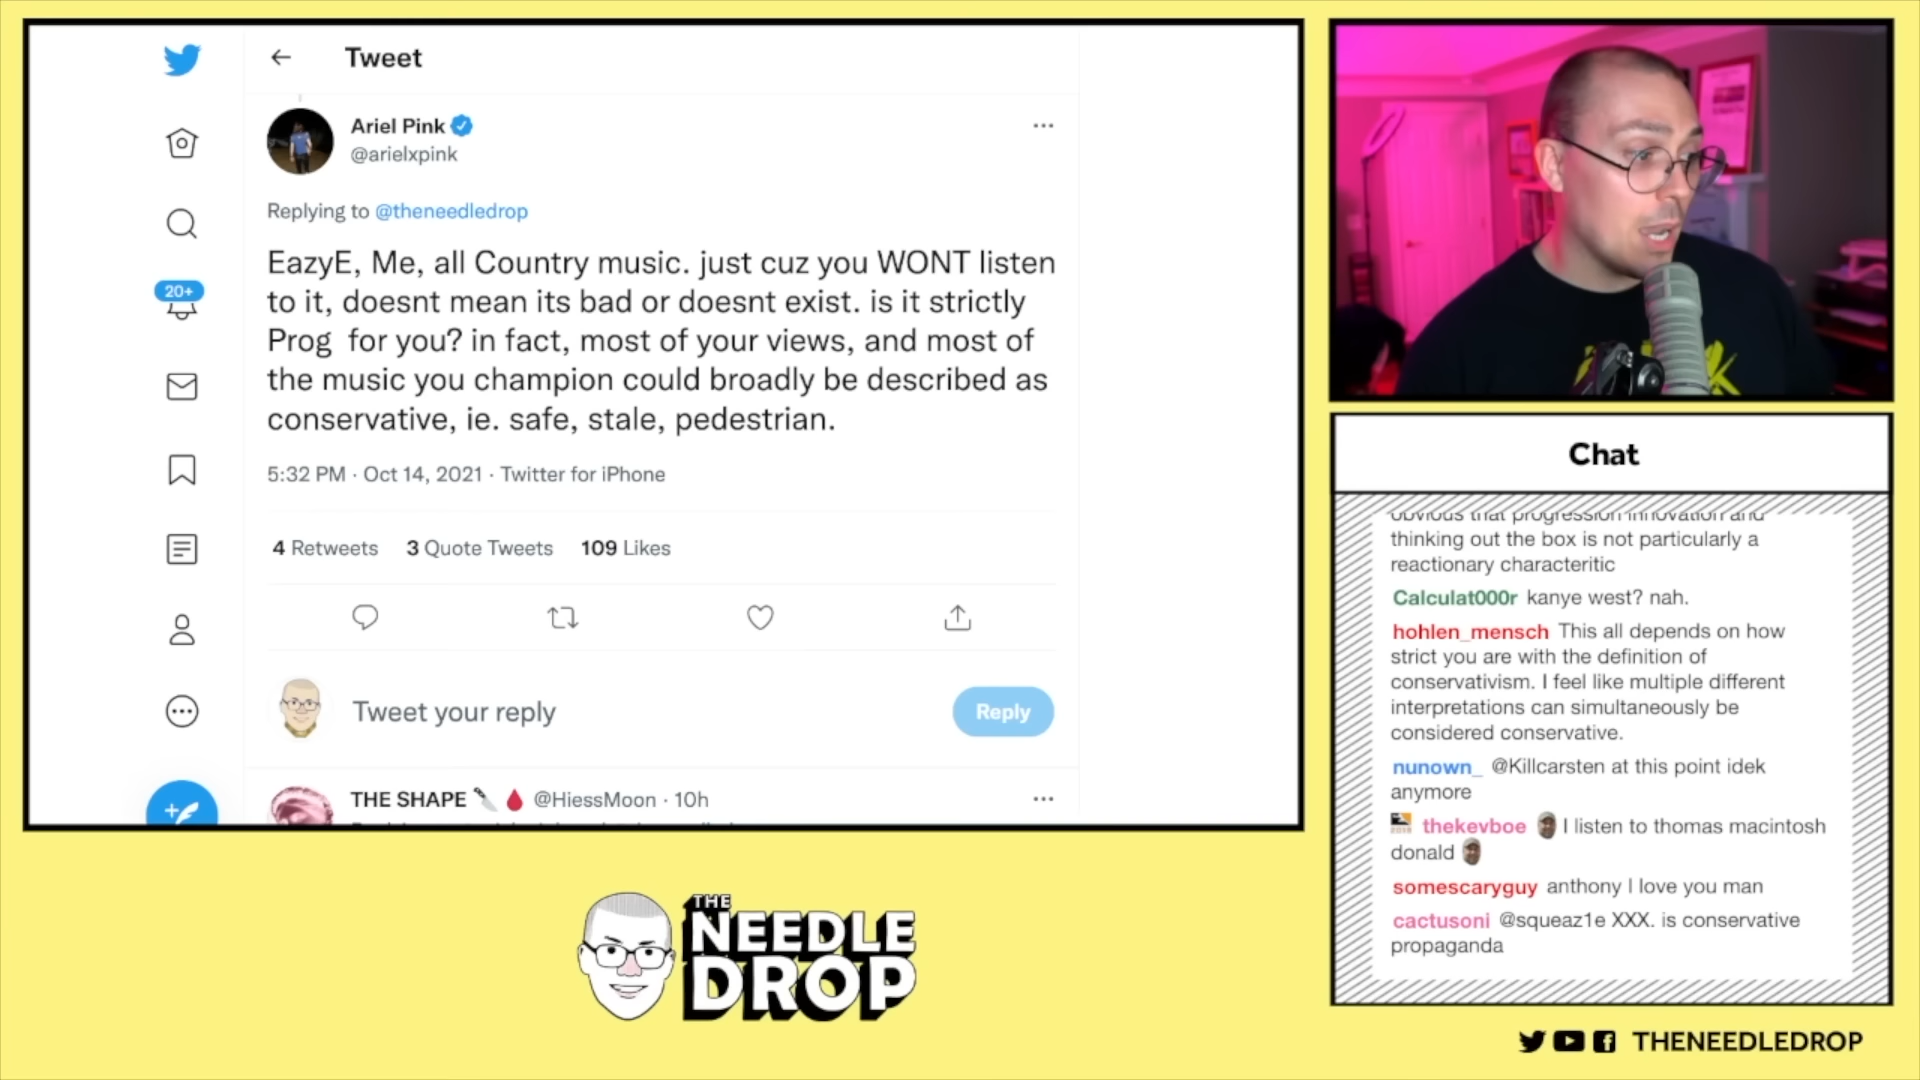 Tweet
Ariel Pink
@arielxpink
Replying to @theneedledrop
EazyE, Me, all Country music. just cuz you WONT listen
to it, doesnt mean its bad or doesnt exist. is it strictly
Prog for you? in fact, most of your views, and most of
the music you champion could broadly be described as
conservative, ie. safe, stale, pedestrian.
5:32 PM · Oct 14, 2021 · Twitter for iPhone
4 Retweets 3 Quote Tweets 109 Likes
20+
Tweet your reply
Reply
THE SHAPE @HiessMoon · 10h
Chat
obvious that progression innovation and
thinking out the box is not particularly a
reactionary characteritic
Calculat000r kanye west? nah.
hohlen_mensch This all depends on how
strict you are with the definition of
conservativism. I feel like multiple different
interpretations can simultaneously be
considered conservative.
nunown_ @Killcarsten at this point idek
anymore
thekevboe I listen to thomas macintosh
donald
somescaryguy anthony I love you man
cactusoni @squeaz1e XXX. is conservative
propaganda
THE
NEEDLE
DROP
THENEEDLEDROP